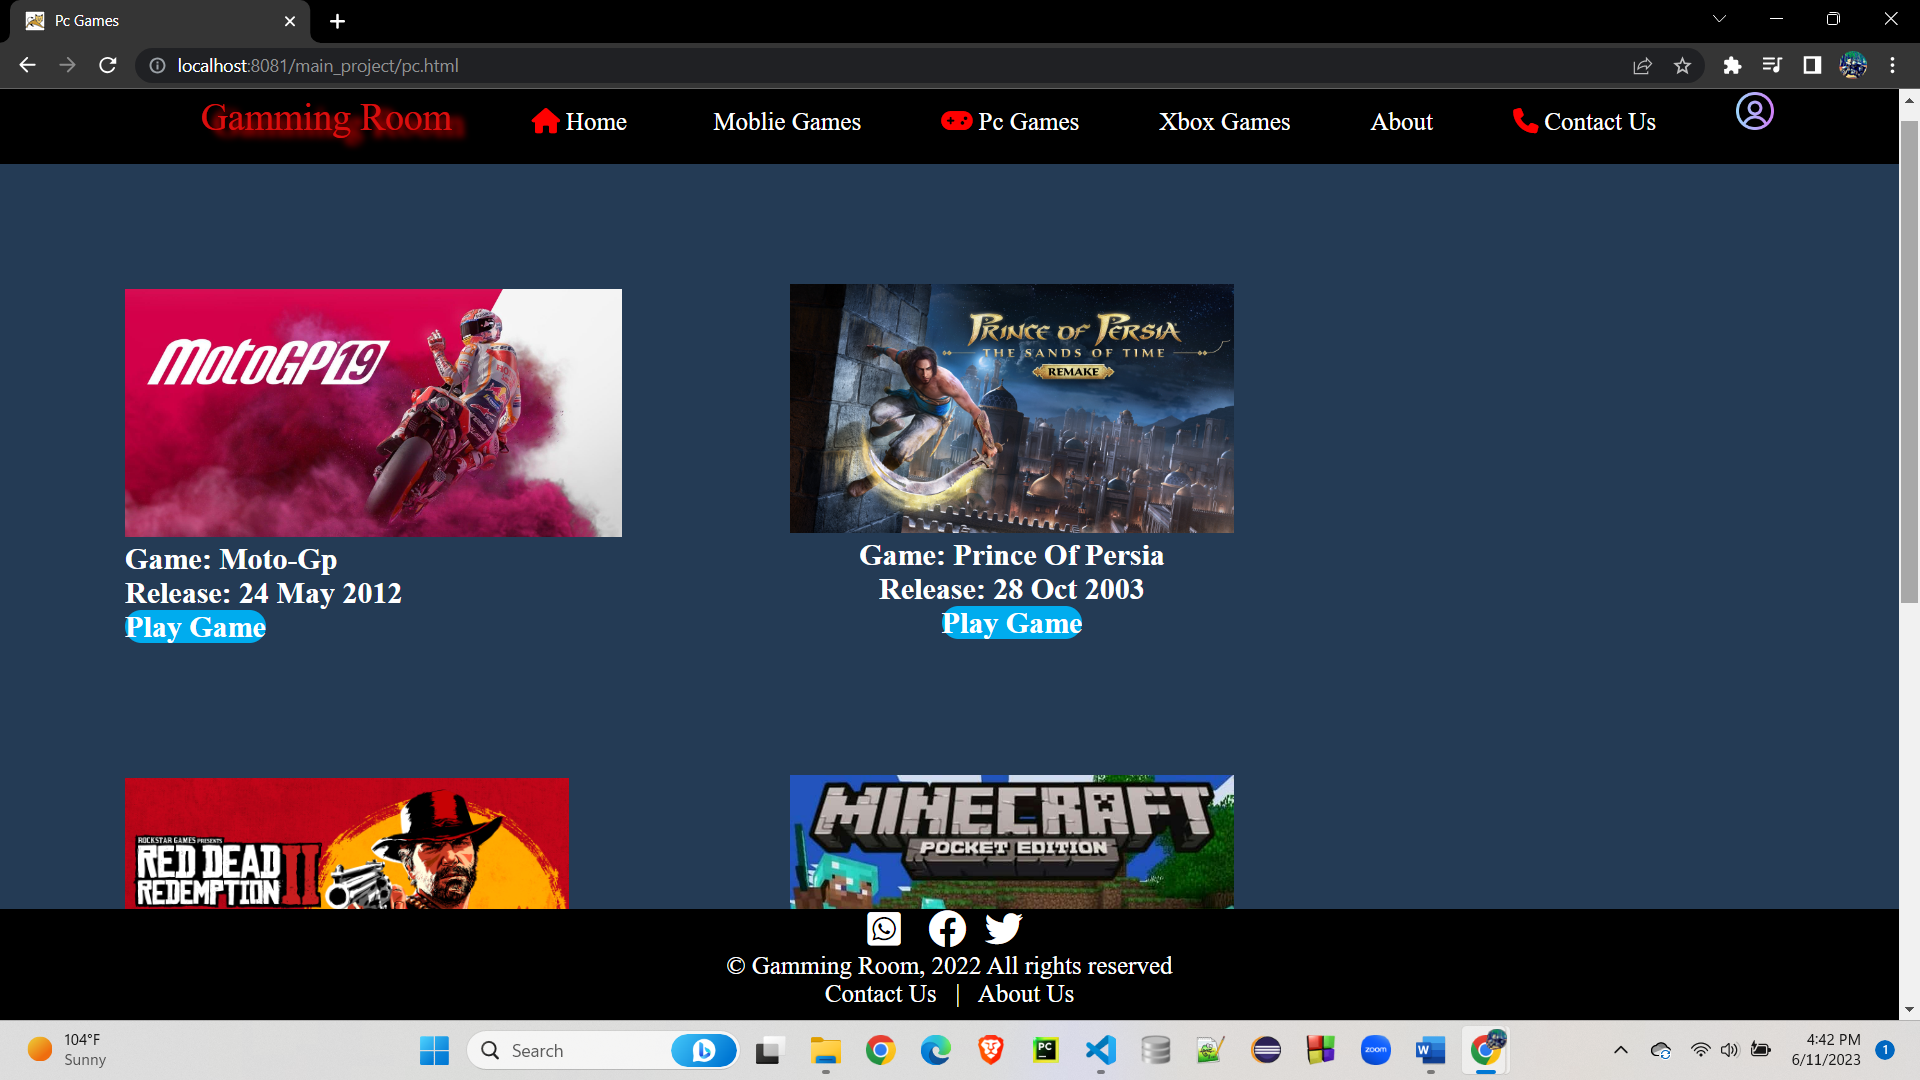 Pc Games
localhost:8081/main_project/pc.html
Gamming Room
Home
Moblie Games
Pc Games
Xbox Games
About
Contact Us
MotoGP19
PRINCE OF PERSIA
THE SANDS OF TIME
REMAKE
Game: Moto-Gp
Release: 24 May 2012
Play Game
Game: Prince Of Persia
Release: 28 Oct 2003
Play Game
ROCKSTAR GAMES PRESENTS
RED DEAD
REDEMPTION II
MINECRAFT
POCKET EDITION
© Gamming Room, 2022 All rights reserved
Contact Us | About Us
104°F
Sunny
Search
PC
zoom
W
4:42 PM
6/11/2023
1